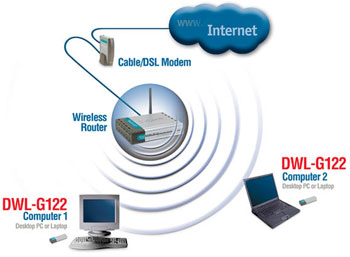 www.
Internet
Cable/DSL Modem
Wireless
Router
DWL-G122
Computer 2
Desktop PC or Laptop
DWL-G122
Computer 1
Desktop PC or Laptop